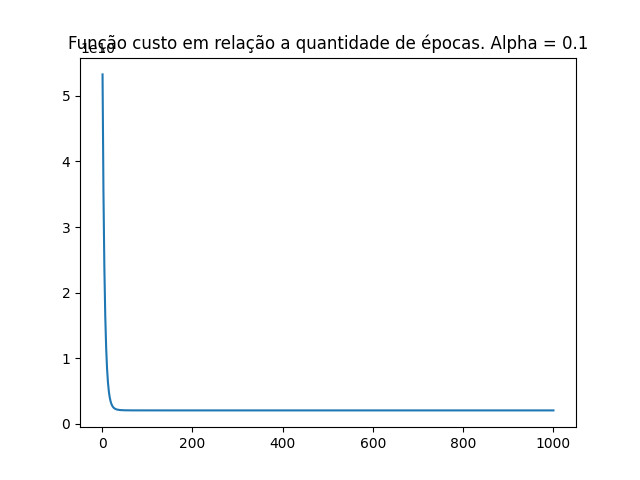 Função custo em relação a quantidade de épocas. Alpha = 0.1
1e10
5
4
3
2
1
0
0 200 400 600 800 1000